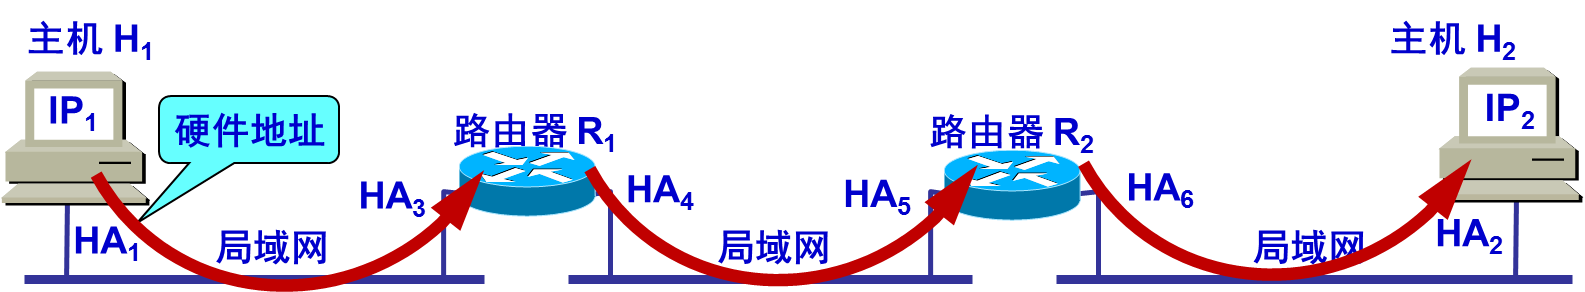 主机 H1
主机 H2
IP1
硬件地址
路由器 R1
路由器 R2
IP2
HA1
HA3
HA4
HA5
HA6
HA2
局域网
局域网
局域网